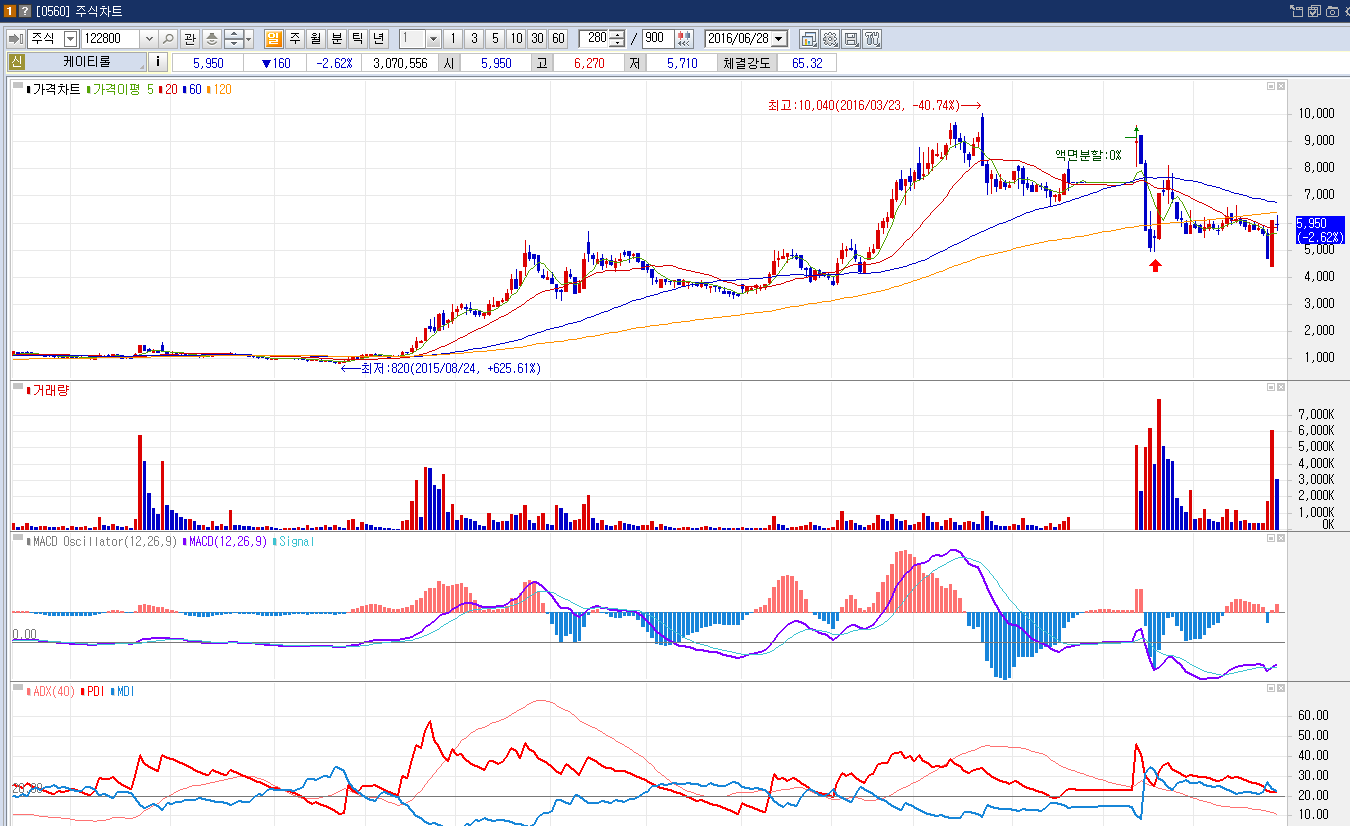 1 ? [0560] 주식차트
주식 122800 관 일 주 월 분 틱 년 1 1 3 5 10 30 60 280 / 900 2016/06/28
신 케이티롤 i 5,950 ▼160 -2.62% 3,070,556 시 5,950 고 6,270 저 5,710 체결강도 65.32
가격차트 가격이평 5 20 60 120
최고:10,040(2016/03/23, -40.74%)
액면분할:0%
최저:820(2015/08/24, +625.61%)
10,000
9,000
8,000
7,000
5,950
(-2.62%)
5,000
4,000
3,000
2,000
1,000
거래량
7,000K
6,000K
5,000K
4,000K
3,000K
2,000K
1,000K
0K
MACD Oscillator(12,26,9) MACD(12,26,9) Signal
0.00
ADX(40) PDI MDI
60.00
50.00
40.00
30.00
20.00
20.00
10.00